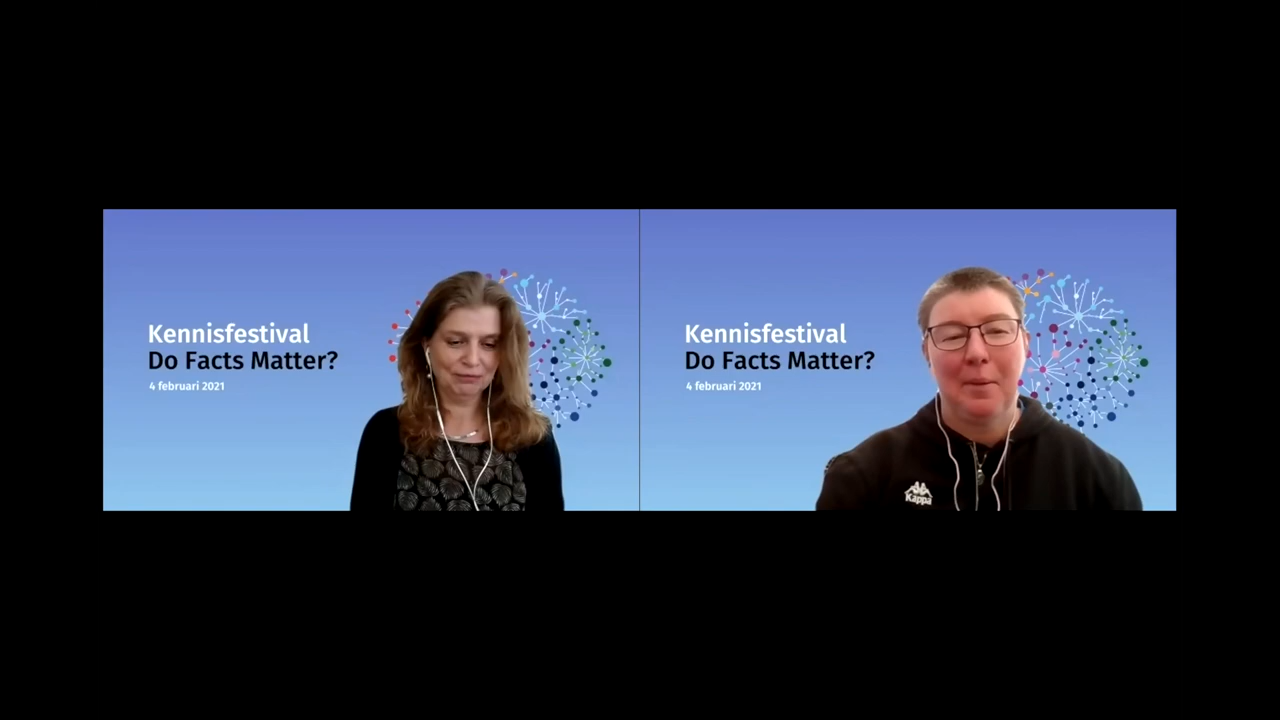 Kennisfestival
Do Facts Matter?
4 februari 2021
Kennisfestival
Do Facts Matter?
4 februari 2021
Kappa